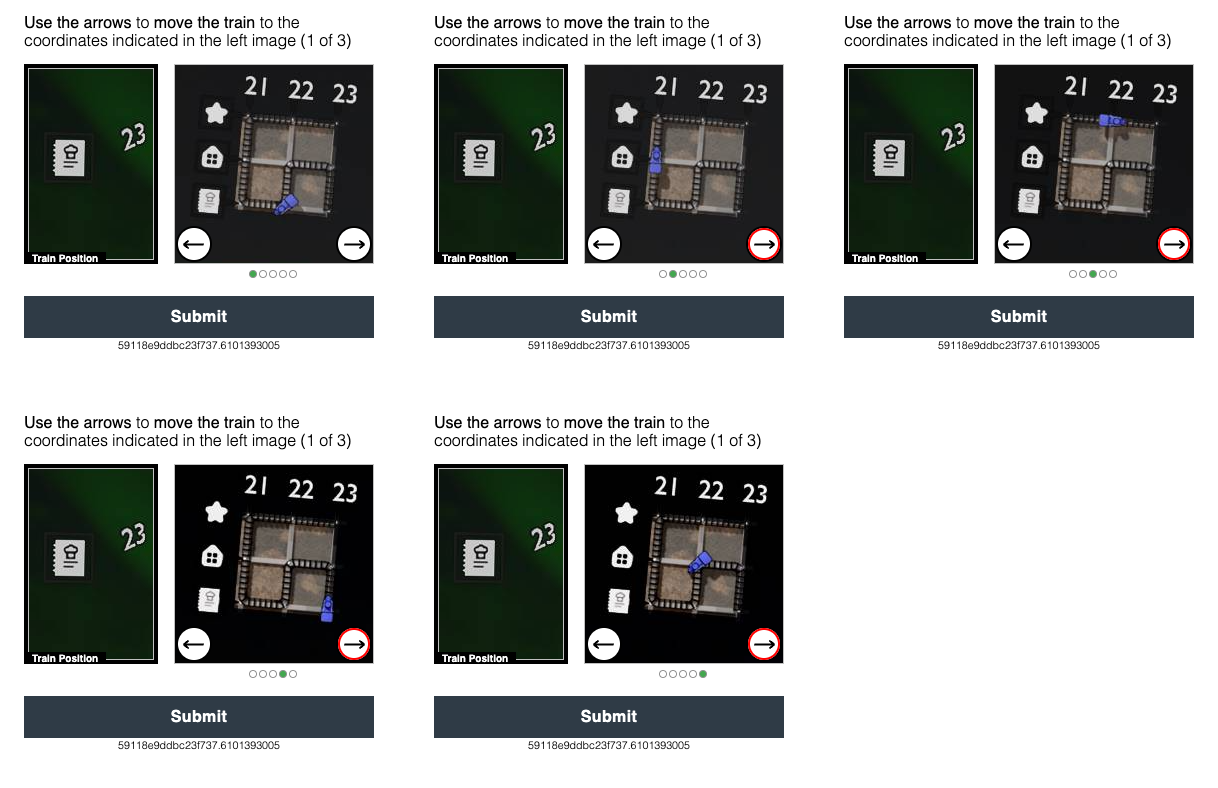 Use the arrows to move the train to the
coordinates indicated in the left image (1 of 3)
23
Train Position
21 22 23
Submit
59118e9ddbc23f737.6101393005
Use the arrows to move the train to the
coordinates indicated in the left image (1 of 3)
23
Train Position
21 22 23
Submit
59118e9ddbc23f737.6101393005
Use the arrows to move the train to the
coordinates indicated in the left image (1 of 3)
23
Train Position
21 22 23
Submit
59118e9ddbc23f737.6101393005
Use the arrows to move the train to the
coordinates indicated in the left image (1 of 3)
23
Train Position
21 22 23
Submit
59118e9ddbc23f737.6101393005
Use the arrows to move the train to the
coordinates indicated in the left image (1 of 3)
23
Train Position
21 22 23
Submit
59118e9ddbc23f737.6101393005